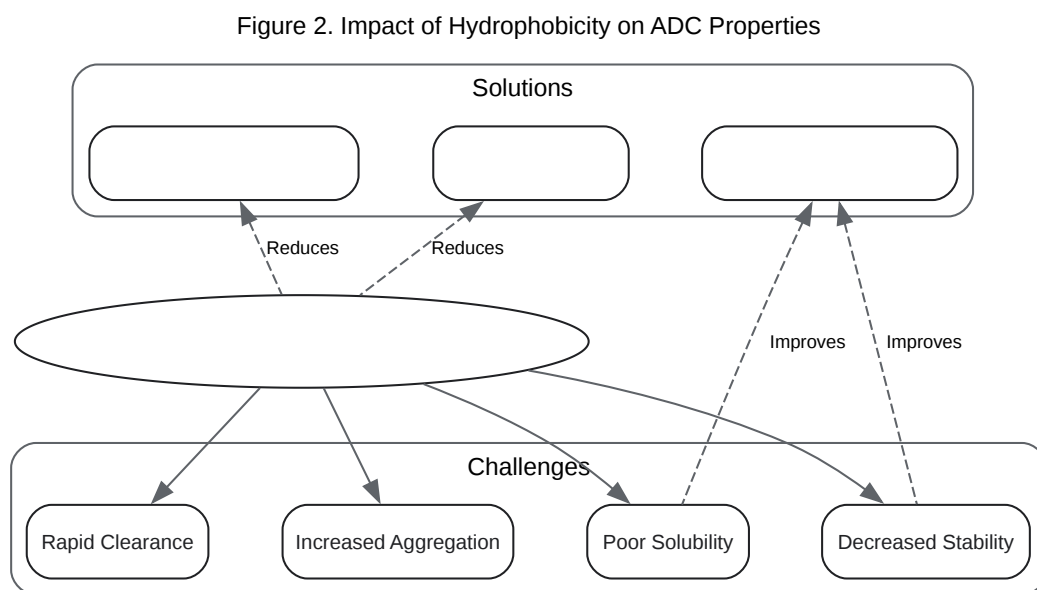 Figure 2. Impact of Hydrophobicity on ADC Properties
Solutions
Reduces
Reduces
Improves
Improves
Challenges
Rapid Clearance
Increased Aggregation
Poor Solubility
Decreased Stability